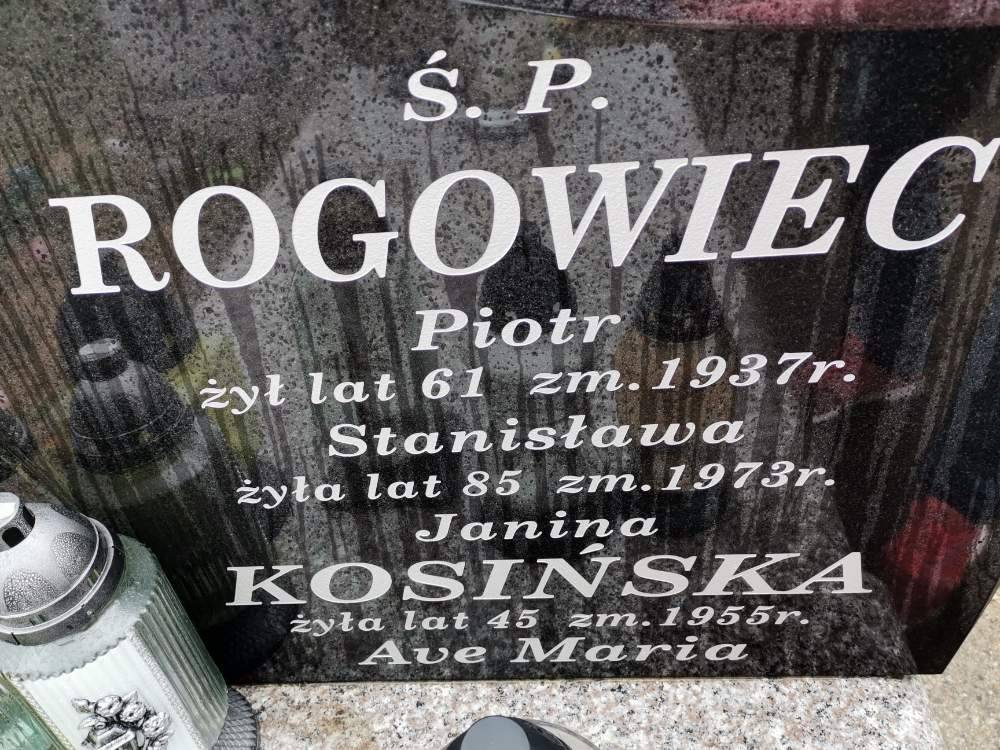 Ś. P.
ROGOWIEC
Piotr
żył lat 61 zm. 1937r.
Stanisława
żyła lat 85 zm. 1973r.
Janina
KOSIŃSKA
żyła lat 45 zm. 1955r.
Ave Maria